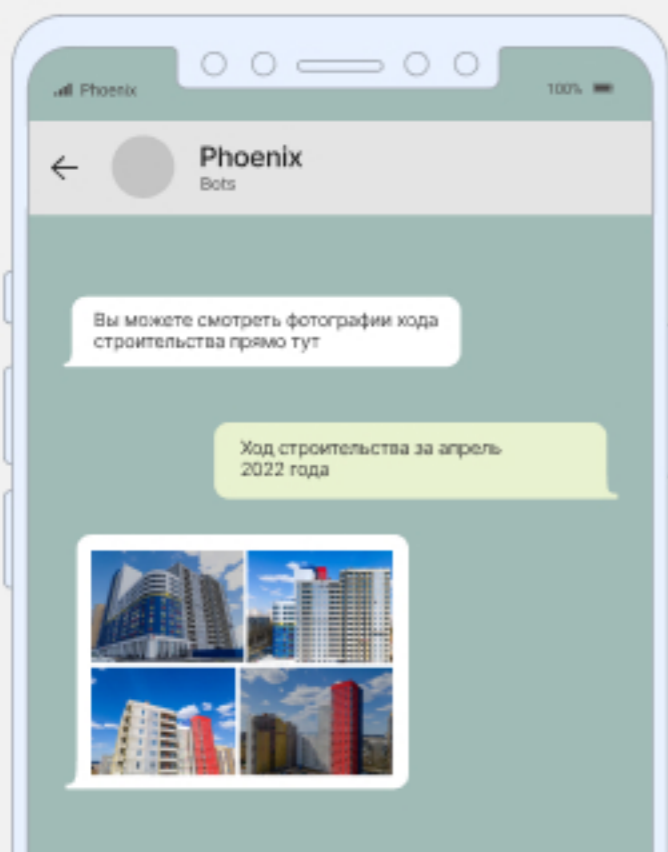 Phoenix
100%
Phoenix
Bots
Вы можете смотреть фотографии хода
строительства прямо тут
Ход строительства за апрель
2022 года